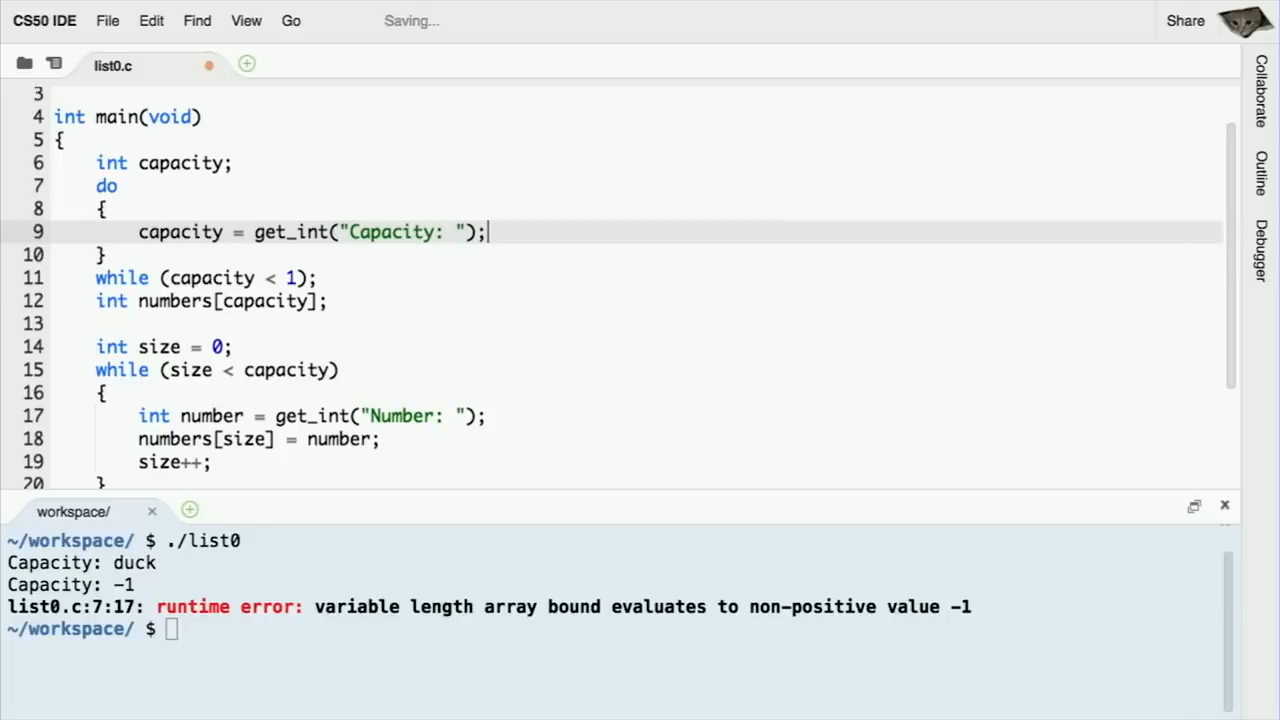 CS50 IDE File Edit Find View Go Saving... Share
list0.c
Collaborate
Outline
Debugger
3
4 int main(void)
5 {
6     int capacity;
7     do
8     {
9         capacity = get_int("Capacity: ");
10     }
11     while (capacity < 1);
12     int numbers[capacity];
13
14     int size = 0;
15     while (size < capacity)
16     {
17         int number = get_int("Number: ");
18         numbers[size] = number;
19         size++;
20     }
workspace/
~/workspace/ $ ./list0
Capacity: duck
Capacity: -1
list0.c:7:17: runtime error: variable length array bound evaluates to non-positive value -1
~/workspace/ $